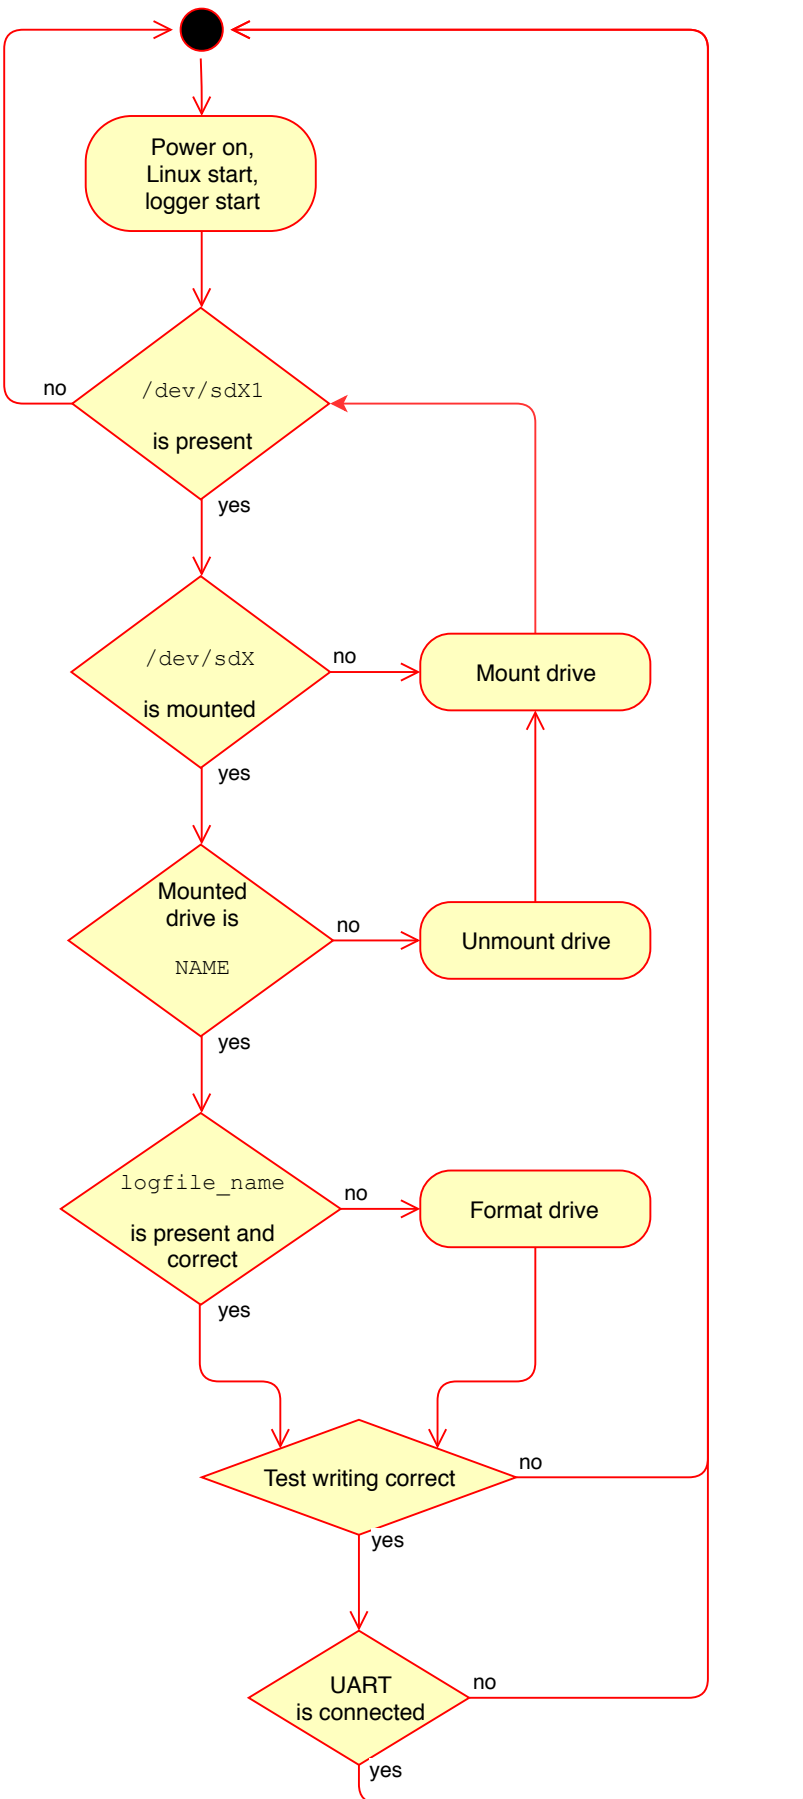 Power on,
Linux start,
logger start
/dev/sdX1
is present
no
yes
/dev/sdX
is mounted
no
Mount drive
yes
Mounted
drive is
NAME
no
Unmount drive
yes
logfile_name
is present and
correct
no
Format drive
yes
Test writing correct
no
yes
UART
is connected
no
yes